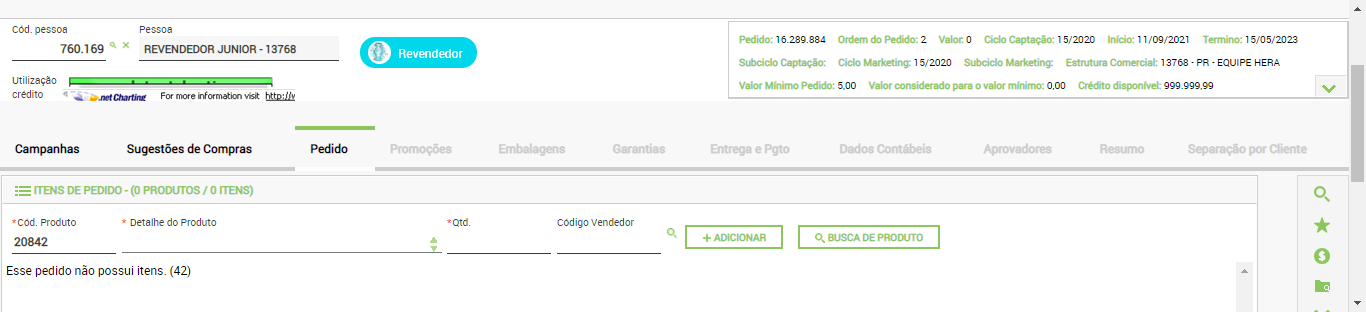 Cód. pessoa Pessoa
760.169 REVENDEDOR JUNIOR - 13768 Revendedor
Utilização crédito
.net Charting For more information visit http://
Pedido: 16.289.884 Ordem do Pedido: 2 Valor: 0 Ciclo Captação: 15/2020 Início: 11/09/2021 Termino: 15/05/2023
Subciclo Captação: Ciclo Marketing: 15/2020 Subciclo Marketing: Estrutura Comercial: 13768 - PR - EQUIPE HERA
Valor Mínimo Pedido: 5,00 Valor considerado para o valor mínimo: 0,00 Crédito disponível: 999.999,99
Campanhas Sugestões de Compras Pedido Promoções Embalagens Garantias Entrega e Pgto Dados Contábeis Aprovadores Resumo Separação por Cliente
ITENS DE PEDIDO - (0 PRODUTOS / 0 ITENS)
*Cód. Produto * Detalhe do Produto *Qtd. Código Vendedor
20842 + ADICIONAR BUSCA DE PRODUTO
Esse pedido não possui itens. (42)